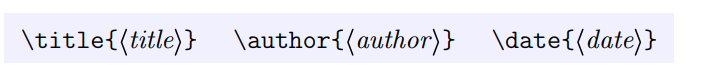 \title{⟨title⟩} \author{⟨author⟩} \date{⟨date⟩}